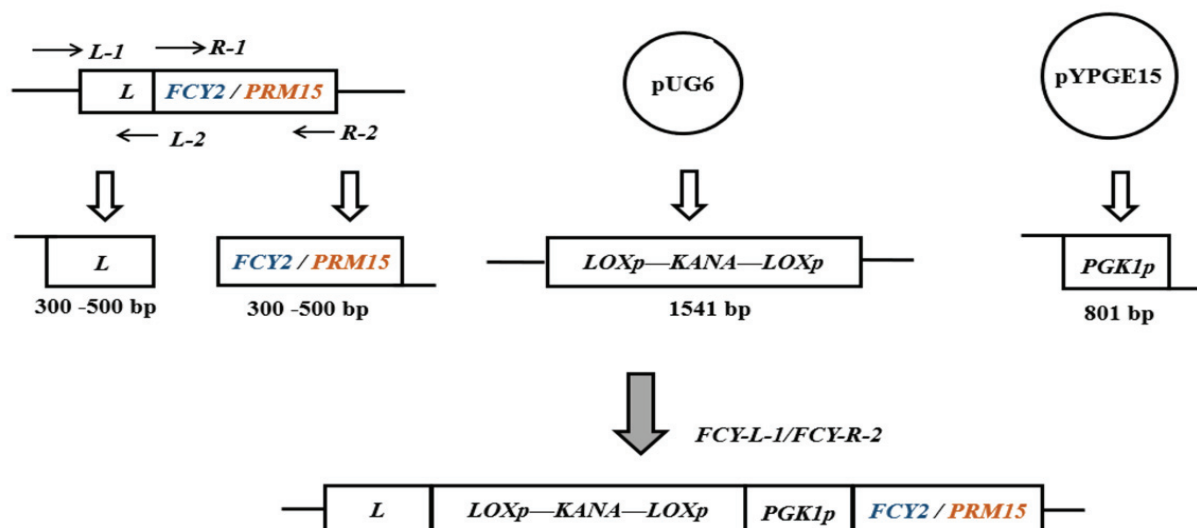 L-1
R-1
L
FCY2 / PRM15
L-2
R-2
pUG6
pYPGE15
L
FCY2 / PRM15
LOXp—KANA—LOXp
PGK1p
300 -500 bp
300 -500 bp
1541 bp
801 bp
FCY-L-1/FCY-R-2
L
LOXp—KANA—LOXp
PGK1p
FCY2 / PRM15